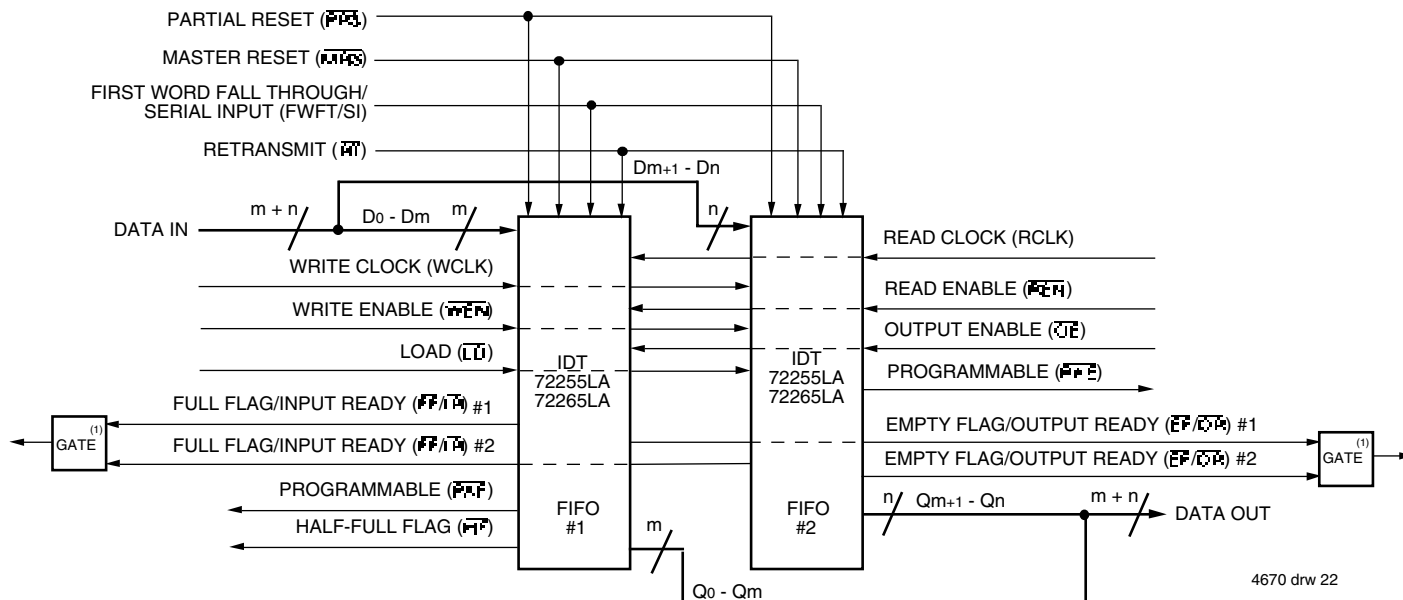 PARTIAL RESET (PRS)
MASTER RESET (MRS)
FIRST WORD FALL THROUGH/
SERIAL INPUT (FWFT/SI)
RETRANSMIT (RT)
Dm+1 - Dn
m + n
D0 - Dm
m
n
DATA IN
READ CLOCK (RCLK)
WRITE CLOCK (WCLK)
READ ENABLE (REN)
WRITE ENABLE (WEN)
OUTPUT ENABLE (OE)
LOAD (LD)
IDT
72255LA
72265LA
IDT
72255LA
72265LA
PROGRAMMABLE (PAE)
FULL FLAG/INPUT READY (FF/IR) #1
EMPTY FLAG/OUTPUT READY (EF/OR) #1
GATE (1)
FULL FLAG/INPUT READY (FF/IR) #2
EMPTY FLAG/OUTPUT READY (EF/OR) #2
GATE (1)
PROGRAMMABLE (PAF)
HALF-FULL FLAG (HF)
FIFO
#1
m
FIFO
#2
n
Qm+1 - Qn
m + n
DATA OUT
Q0 - Qm
4670 drw 22